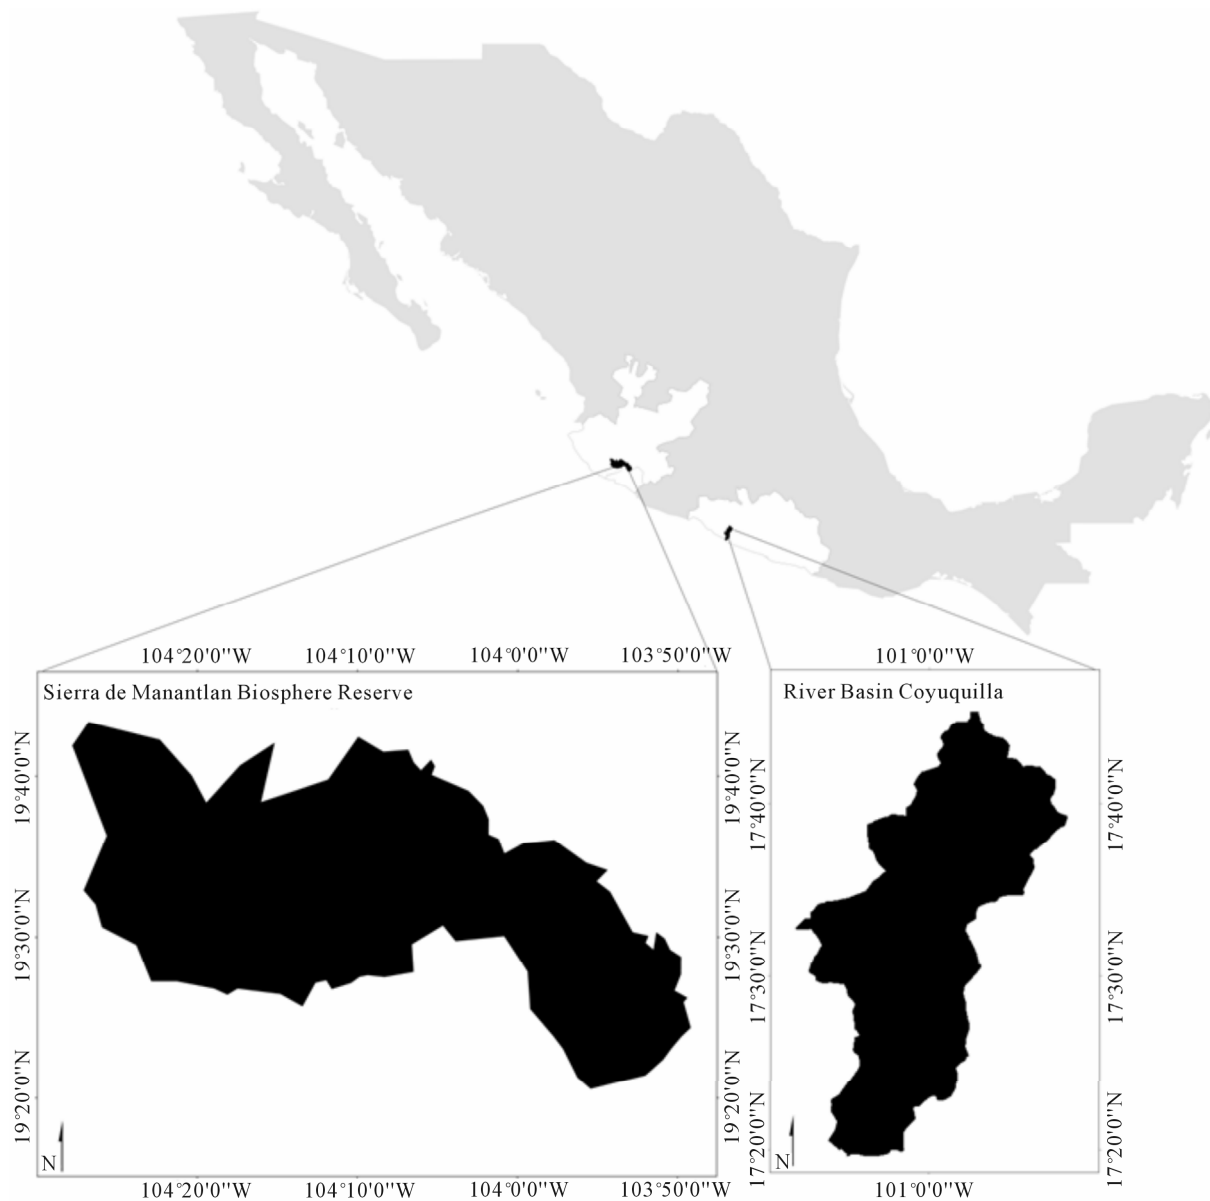 104°20'0''W 104°10'0''W 104°0'0''W 103°50'0''W
101°0'0''W
Sierra de Manantlan Biosphere Reserve
River Basin Coyuquilla
19°40'0''N
19°30'0''N
19°20'0''N
19°40'0''N
19°30'0''N
19°20'0''N
17°40'0''N
17°30'0''N
17°20'0''N
17°40'0''N
17°30'0''N
17°20'0''N
N
N
104°20'0''W 104°10'0''W 104°0'0''W 103°50'0''W
101°0'0''W